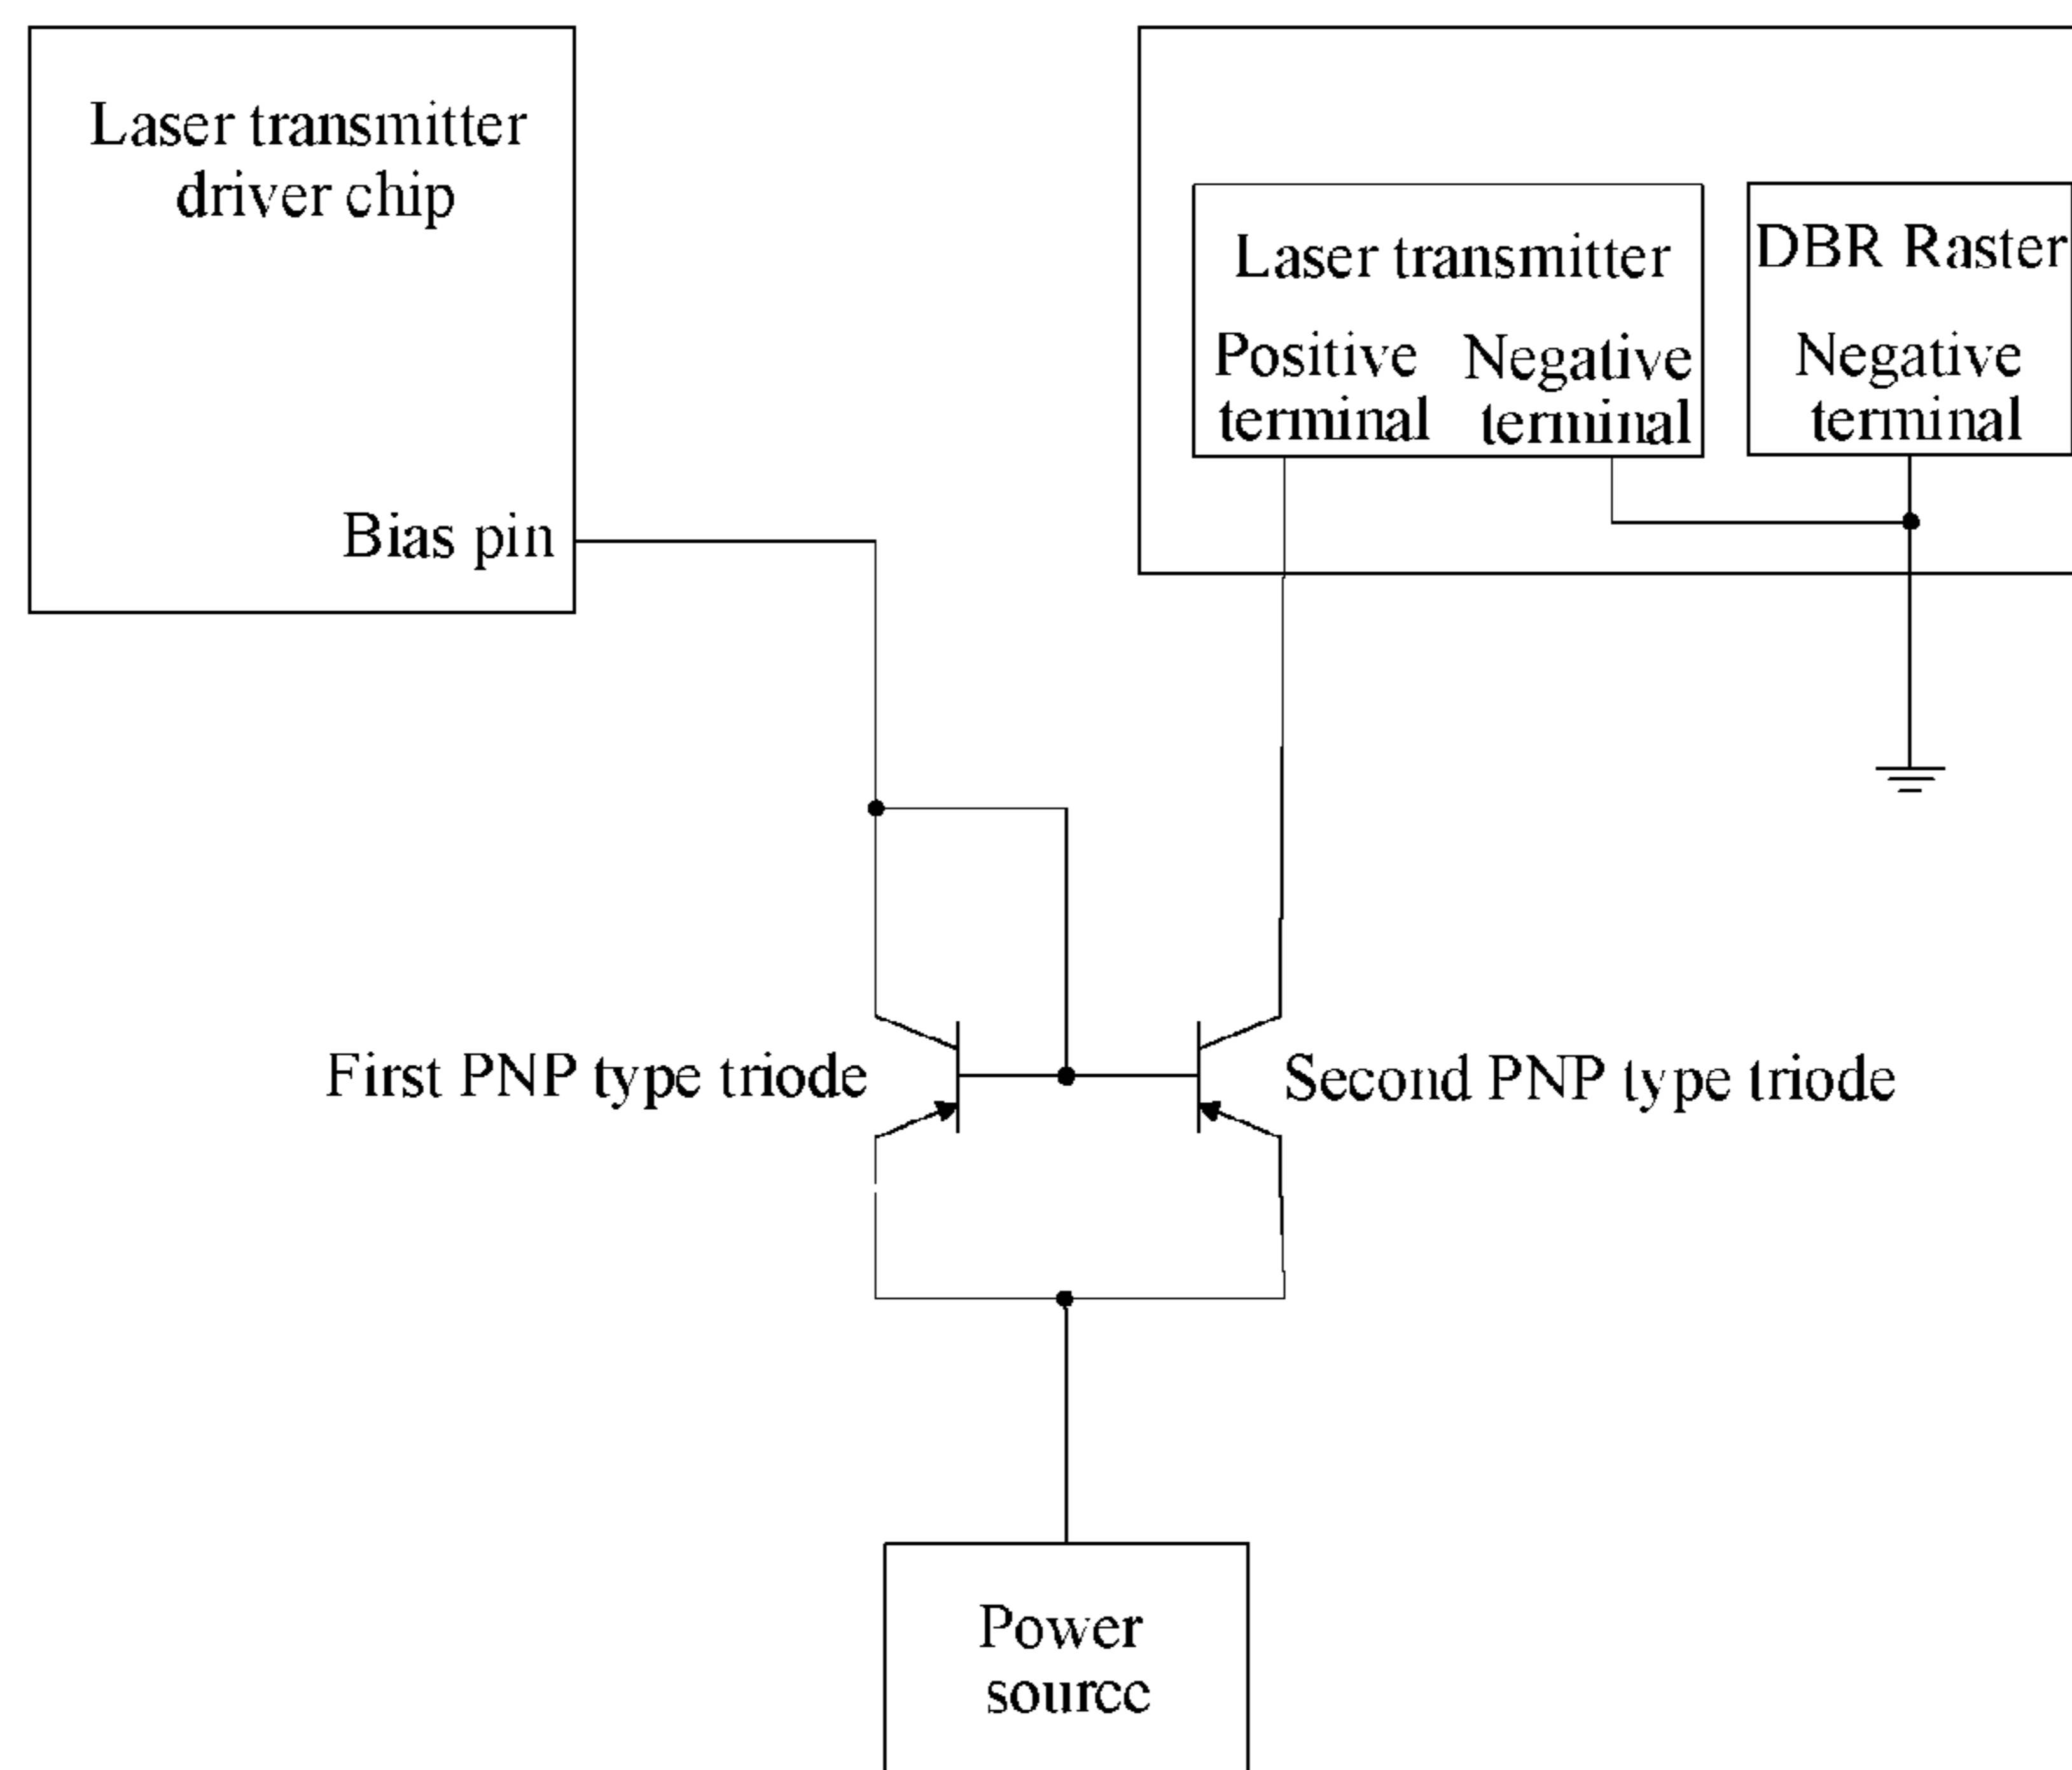 Laser transmitter
driver chip
Bias pin
Laser transmitter
Positive
terminal
Negative
terminal
DBR Raster
Negative
terminal
First PNP type triode
Second PNP type triode
Power
source